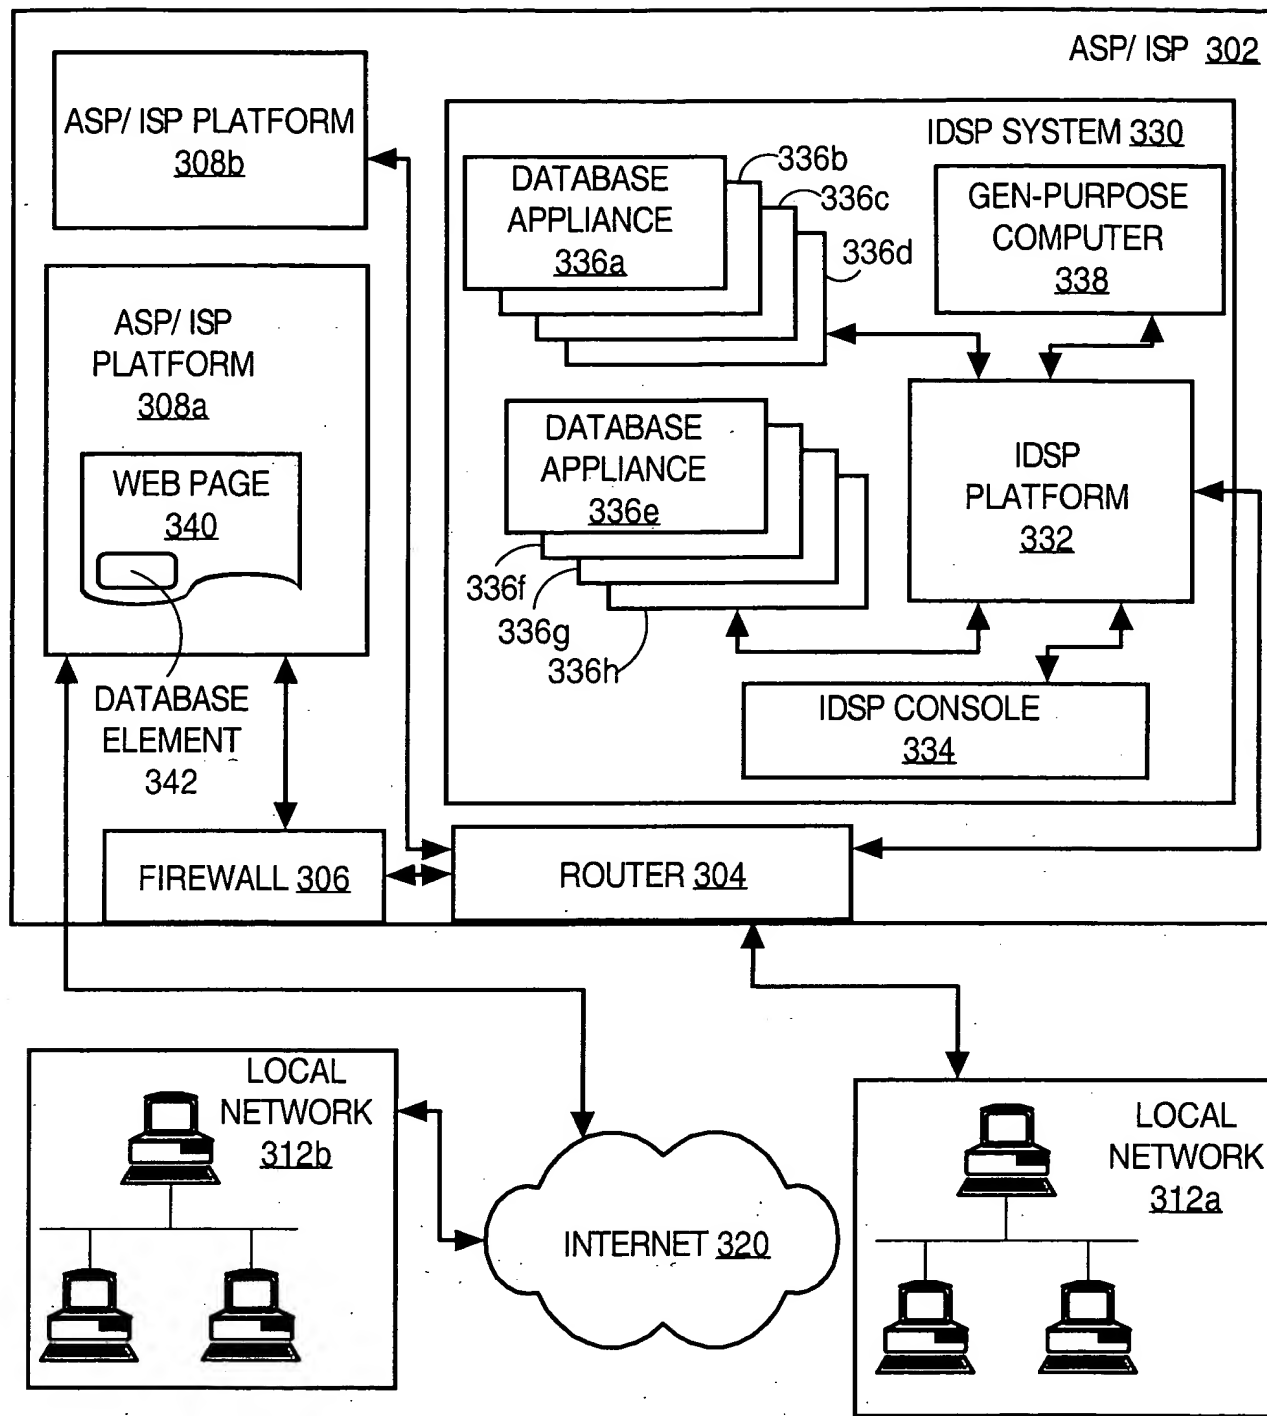 ASP/ ISP 302
ASP/ ISP PLATFORM
308b
IDSP SYSTEM 330
DATABASE
APPLIANCE
336a
336b
336c
336d
GEN-PURPOSE
COMPUTER
338
ASP/ ISP
PLATFORM
308a
WEB PAGE
340
DATABASE
ELEMENT
342
DATABASE
APPLIANCE
336e
336f
336g
336h
IDSP
PLATFORM
332
IDSP CONSOLE
334
FIREWALL 306
ROUTER 304
LOCAL
NETWORK
312b
INTERNET 320
LOCAL
NETWORK
312a